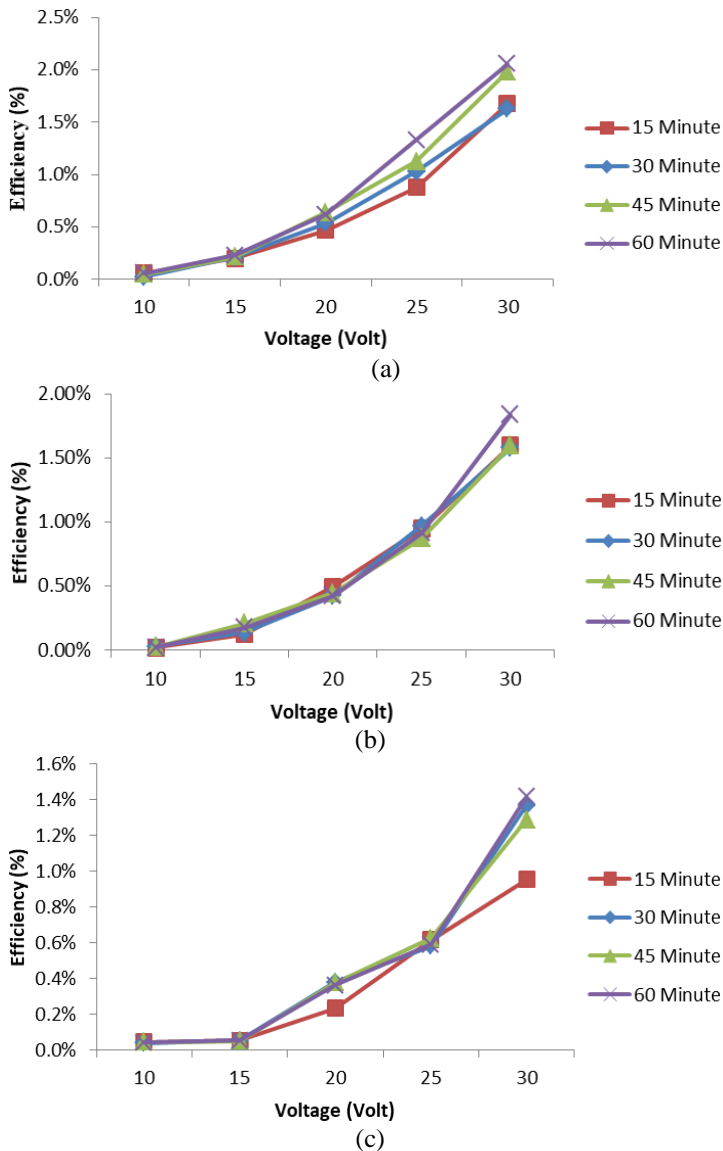 2.5%
2.0%
1.5%
1.0%
0.5%
0.0%
Efficiency (%)
10 15 20 25 30
Voltage (Volt)
15 Minute
30 Minute
45 Minute
60 Minute
(a)
2.00%
1.50%
1.00%
0.50%
0.00%
Efficiency (%)
10 15 20 25 30
Voltage (Volt)
15 Minute
30 Minute
45 Minute
60 Minute
(b)
1.6%
1.4%
1.2%
1.0%
0.8%
0.6%
0.4%
0.2%
0.0%
Efficiency (%)
10 15 20 25 30
Voltage (Volt)
15 Minute
30 Minute
45 Minute
60 Minute
(c)